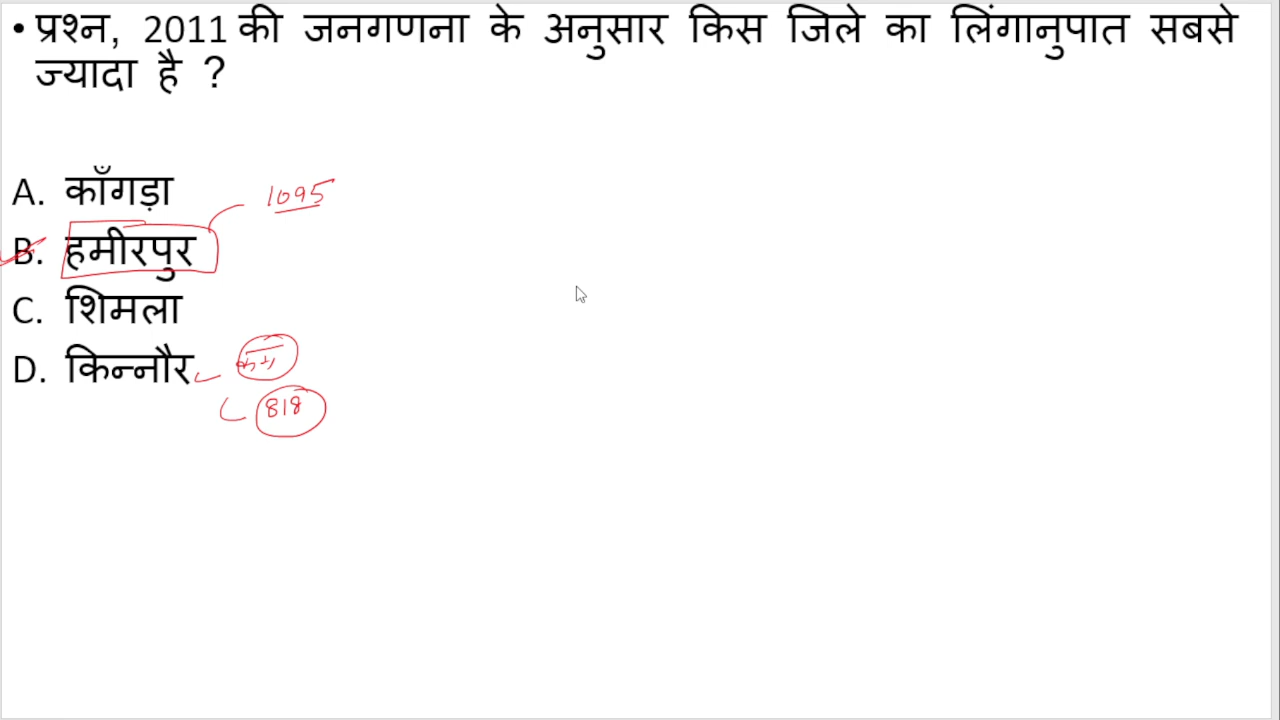 • प्रश्न, 2011 की जनगणना के अनुसार किस जिले का लिंगानुपात सबसे
ज्यादा है ?
A. काँगड़ा
1095
B. हमीरपुर
C. शिमला
D. किन्नौर
818